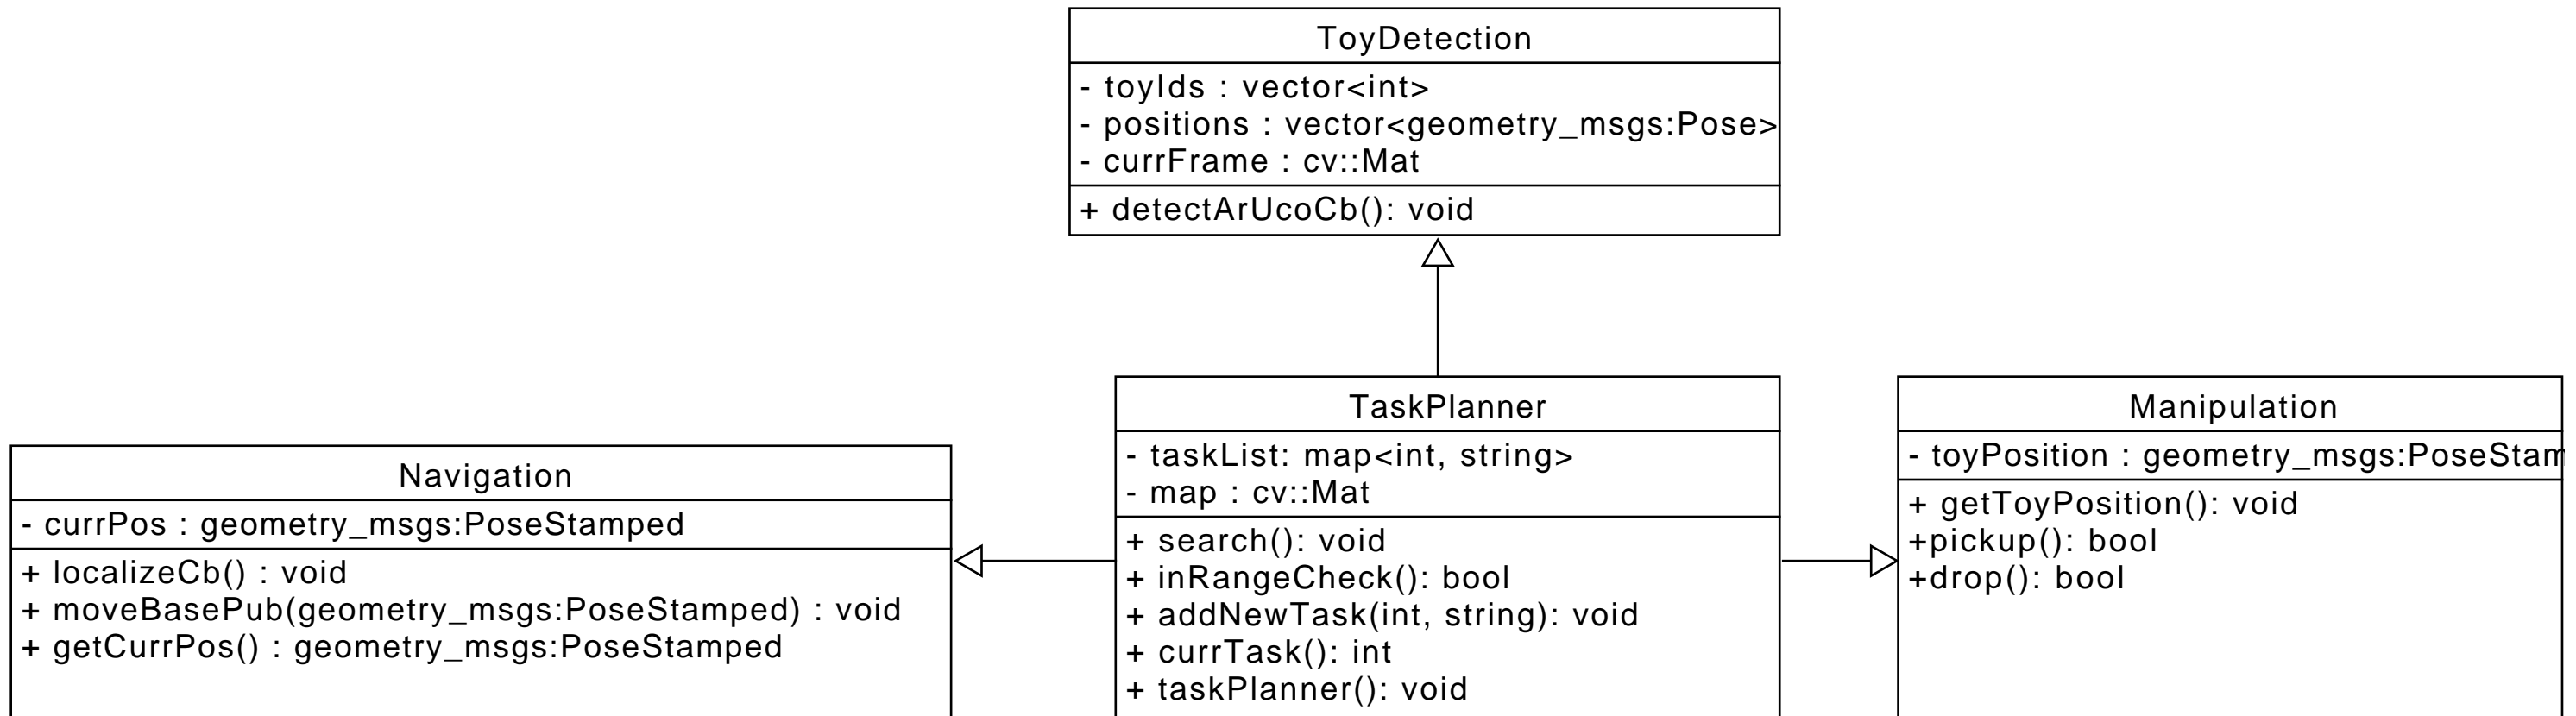 ToyDetection
- toyIds : vector<int>
- positions : vector<geometry_msgs:Pose>
- currFrame : cv::Mat
+ detectArUcoCb(): void
TaskPlanner
- taskList: map<int, string>
- map : cv::Mat
+ search(): void
+ inRangeCheck(): bool
+ addNewTask(int, string): void
+ currTask(): int
+ taskPlanner(): void
Manipulation
- toyPosition : geometry_msgs:PoseStam
+ getToyPosition(): void
+pickup(): bool
+drop(): bool
Navigation
- currPos : geometry_msgs:PoseStamped
+ localizeCb() : void
+ moveBasePub(geometry_msgs:PoseStamped) : void
+ getCurrPos() : geometry_msgs:PoseStamped